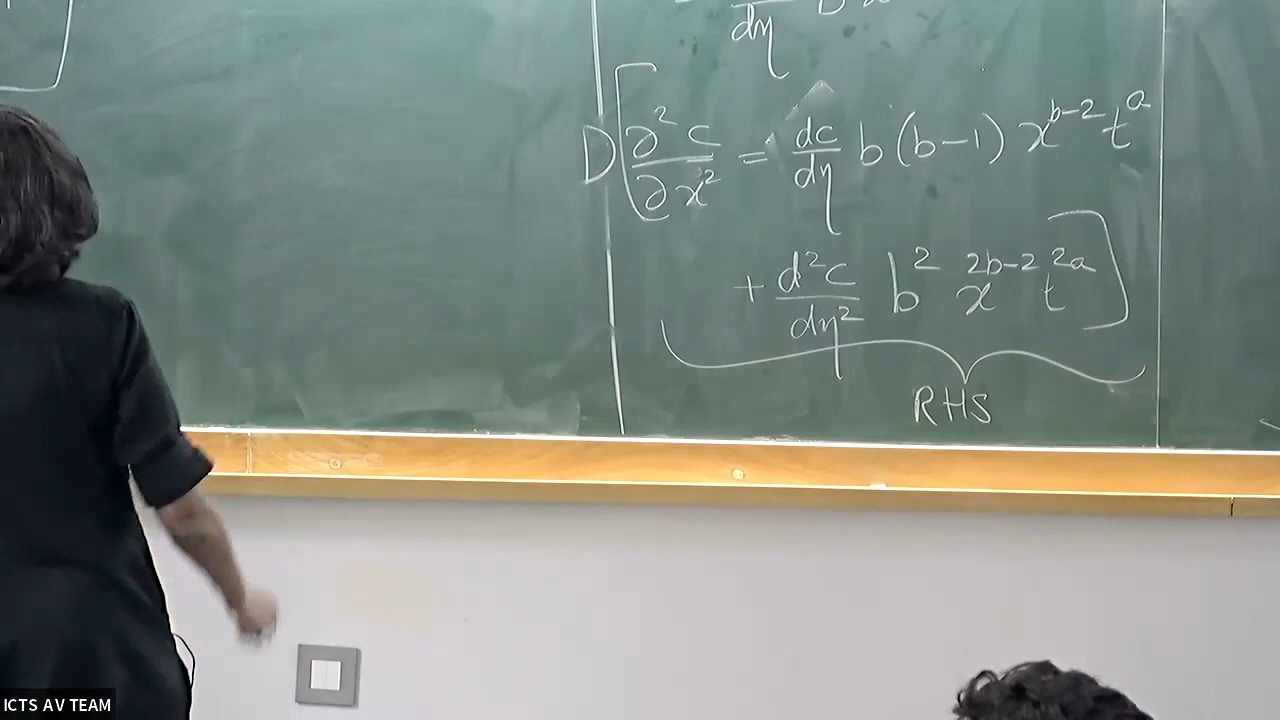 dη
D[∂²c/∂x² = dc/dη b(b-1) x^{b-2} t^a
+ d²c/dη² b² x^{2b-2} t^{2a}]
RHS
ICTS AV TEAM